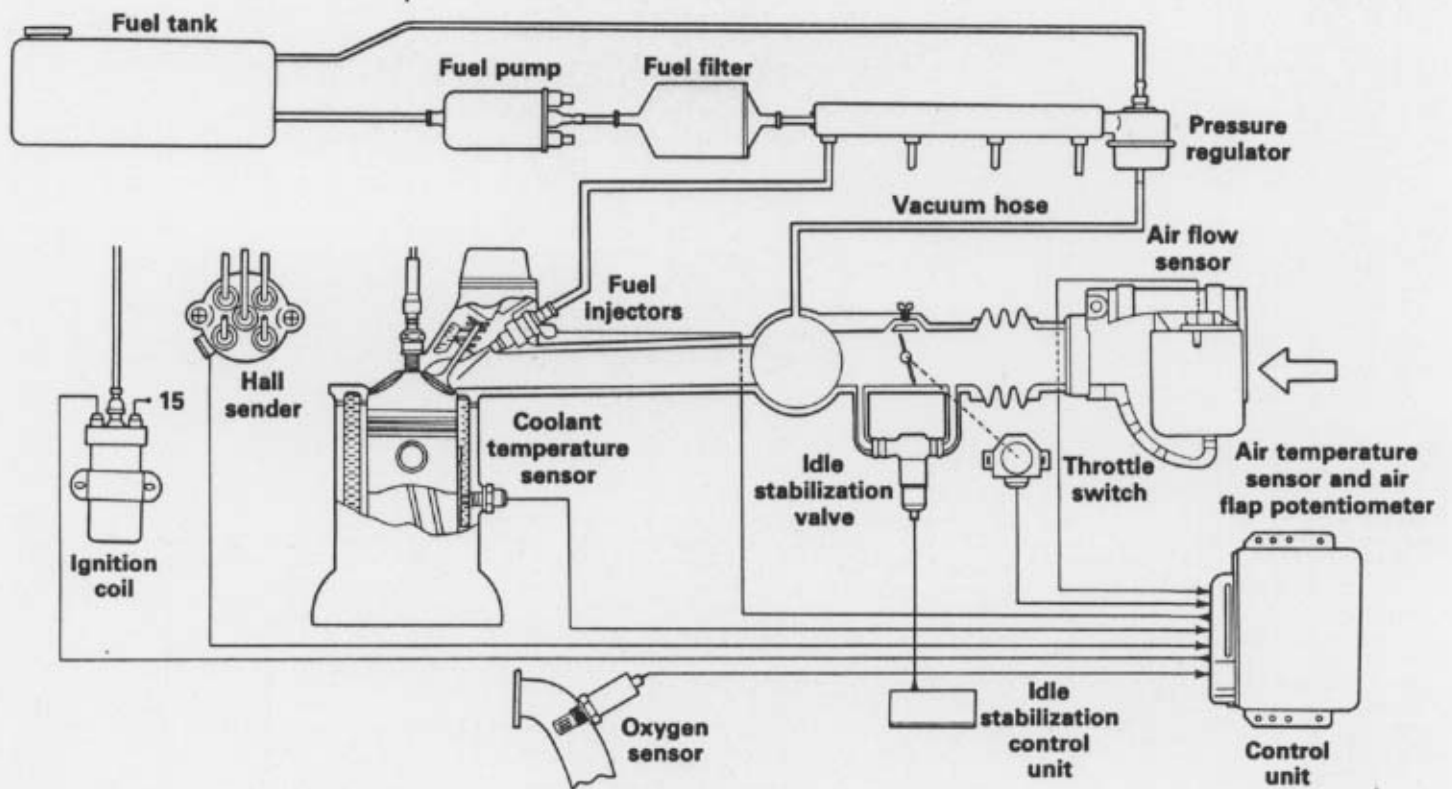 Fuel tank
Fuel pump
Fuel filter
Pressure
regulator
Vacuum hose
Air flow
sensor
Fuel
injectors
Hall
sender
15
Coolant
temperature
sensor
Idle
stabilization
valve
Throttle
switch
Air temperature
sensor and air
flap potentiometer
Ignition
coil
Oxygen
sensor
Idle
stabilization
control
unit
Control
unit